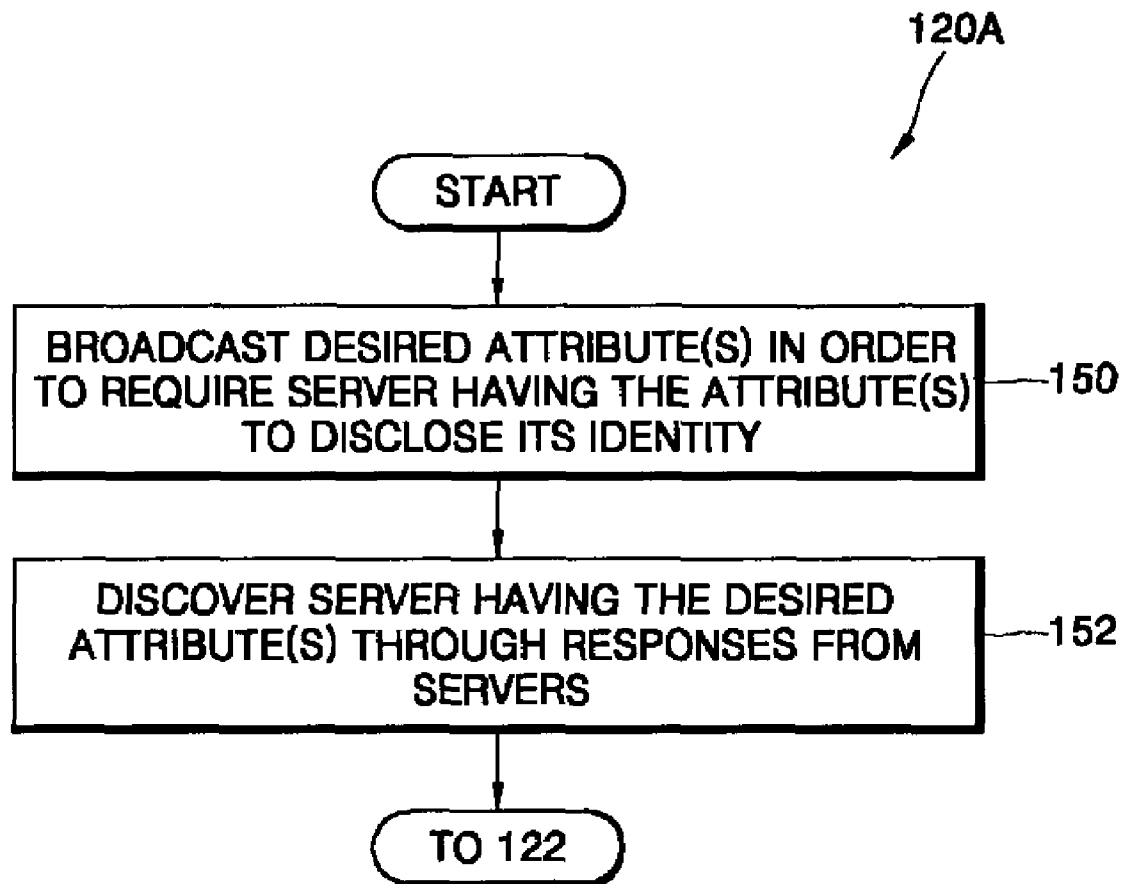 120A
START
BROADCAST DESIRED ATTRIBUTE(S) IN ORDER
TO REQUIRE SERVER HAVING THE ATTRIBUTE(S)
TO DISCLOSE ITS IDENTITY
150
DISCOVER SERVER HAVING THE DESIRED
ATTRIBUTE(S) THROUGH RESPONSES FROM
SERVERS
152
TO 122